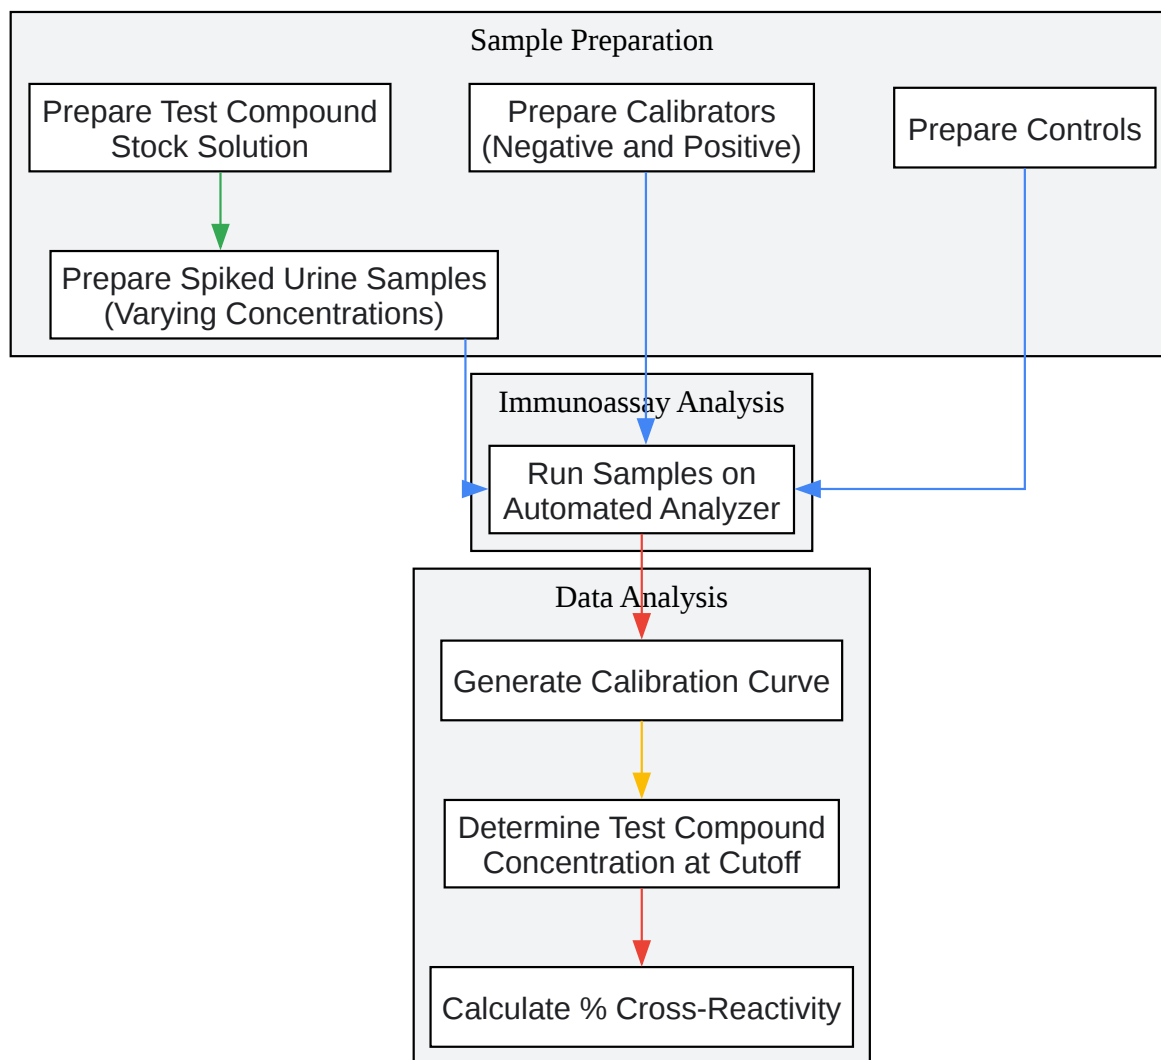 Sample Preparation
Prepare Test Compound
Stock Solution
Prepare Calibrators
(Negative and Positive)
Prepare Controls
Prepare Spiked Urine Samples
(Varying Concentrations)
Immunoassay Analysis
Run Samples on
Automated Analyzer
Data Analysis
Generate Calibration Curve
Determine Test Compound
Concentration at Cutoff
Calculate % Cross-Reactivity